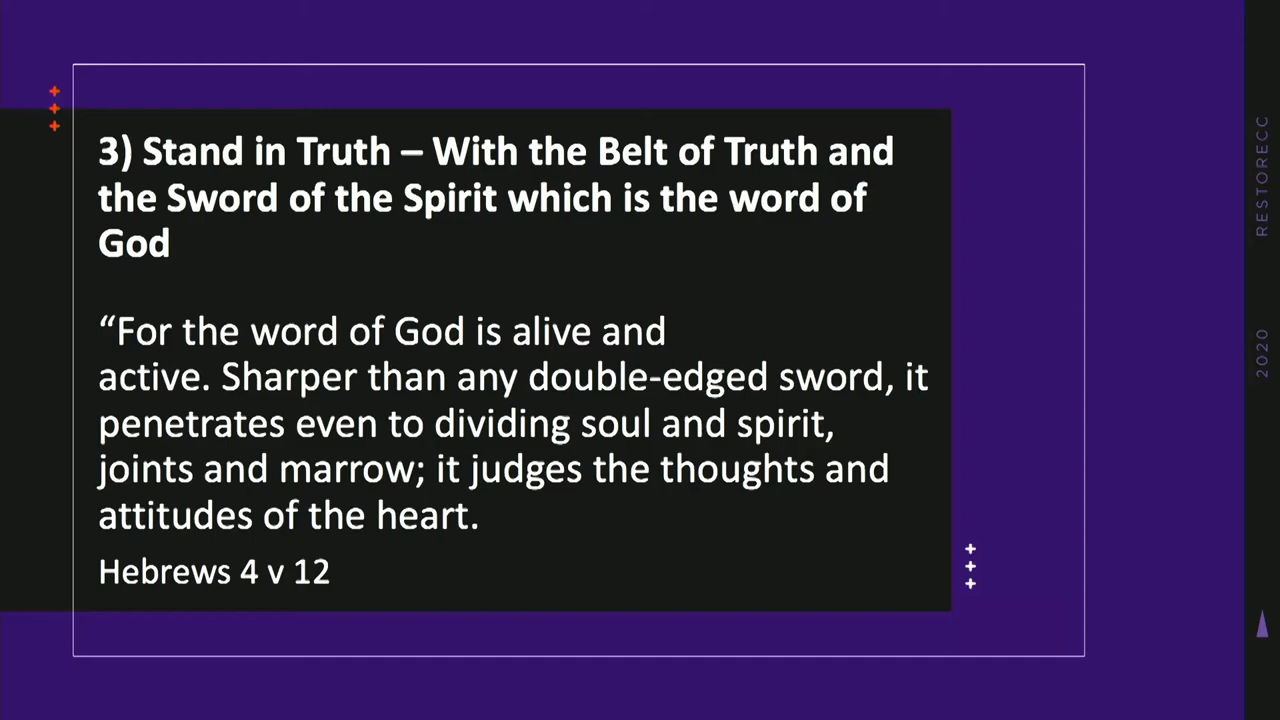 3) Stand in Truth – With the Belt of Truth and
the Sword of the Spirit which is the word of
God
“For the word of God is alive and
active. Sharper than any double-edged sword, it
penetrates even to dividing soul and spirit,
joints and marrow; it judges the thoughts and
attitudes of the heart.
Hebrews 4 v 12
RESTORECC
2020